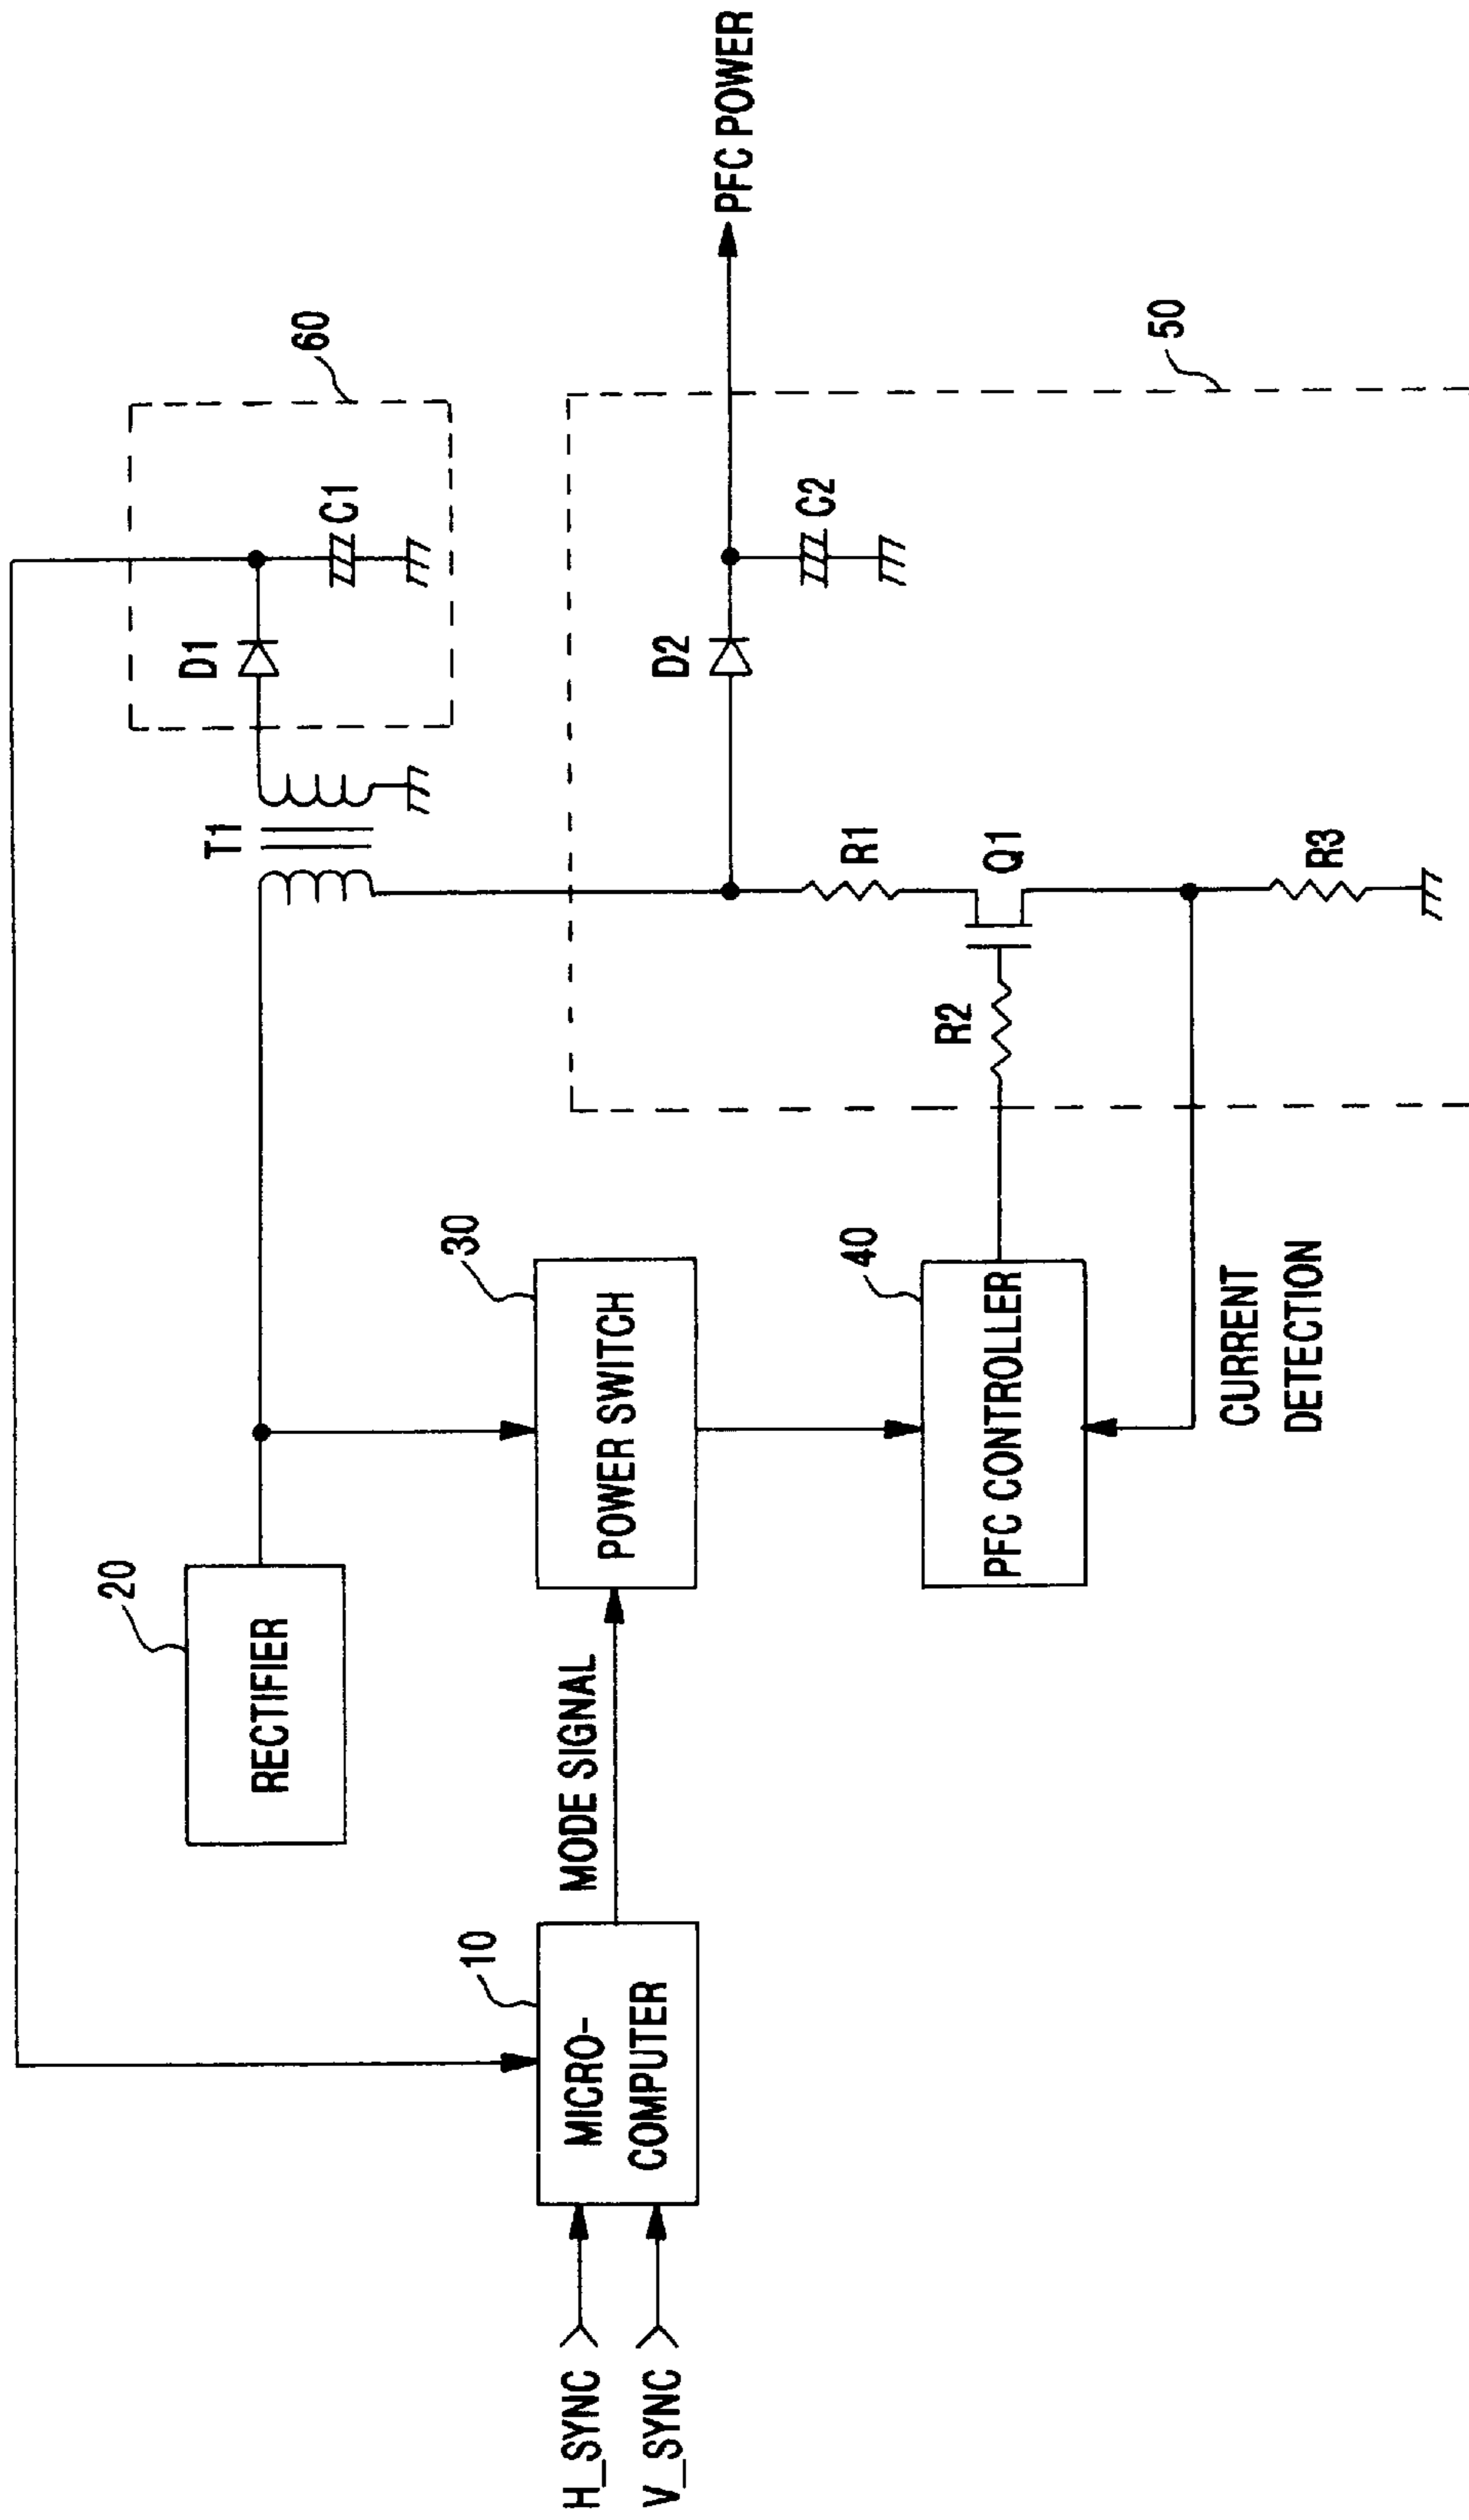 60
D1
C1
T1
20
RECTIFIER
30
POWER SWITCH
10
MICRO-
COMPUTER
MODE SIGNAL
H_SYNC
V_SYNC
D2
C2
PFC POWER
50
R1
R2
Q1
R3
40
PFC CONTROLLER
CURRENT
DETECTION